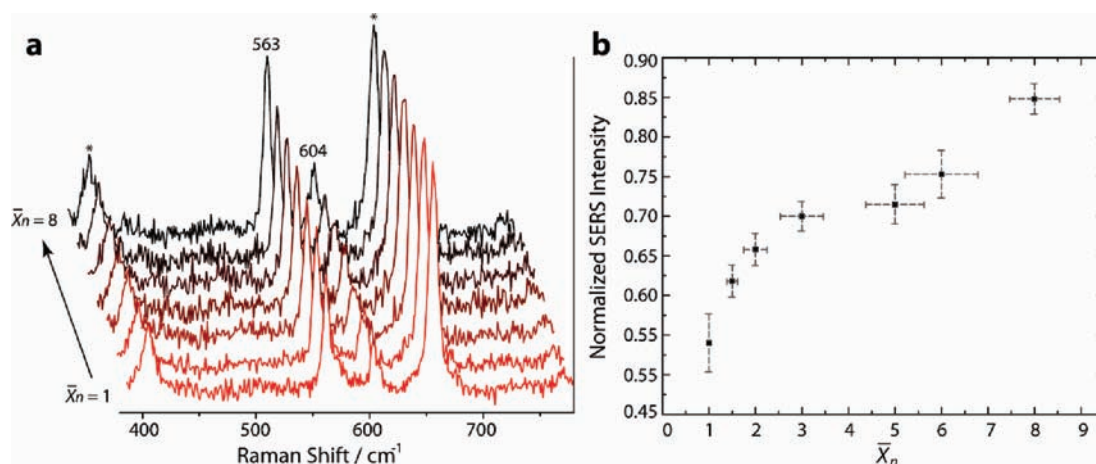 a
*
563
604
*
X̄n = 8
X̄n = 1
400 500 600 700
Raman Shift / cm⁻¹
b
Normalized SERS Intensity
0.90
0.85
0.80
0.75
0.70
0.65
0.60
0.55
0.55
0.45
0 1 2 3 4 5 6 7 8 9
X̄n